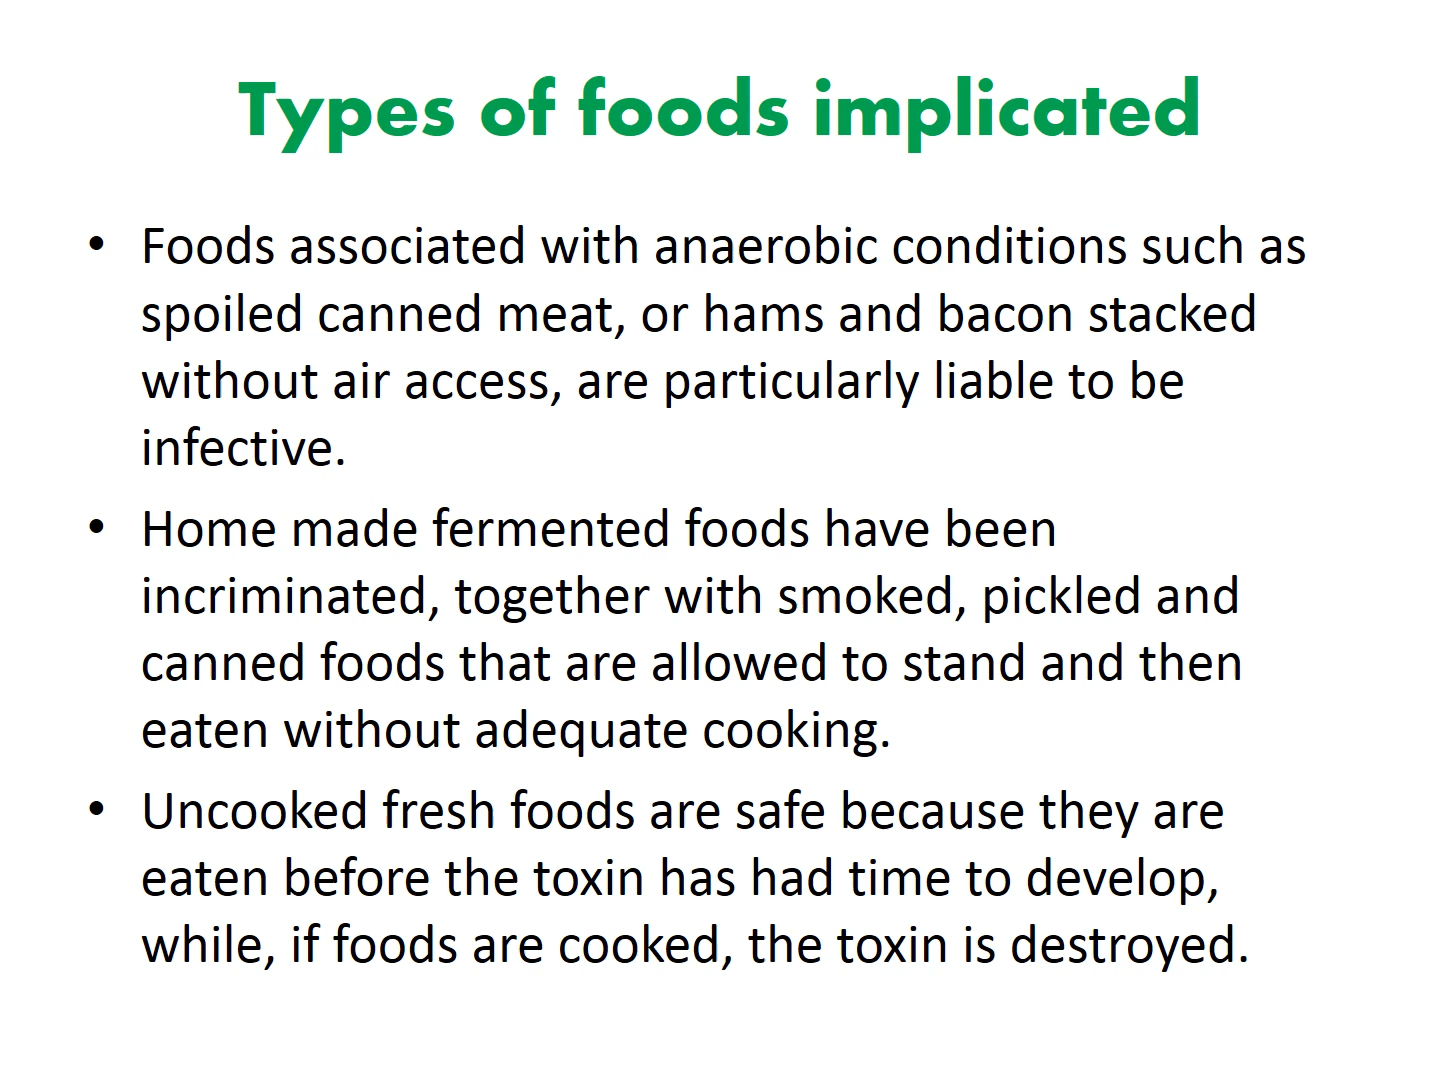 Types of foods implicated
• Foods associated with anaerobic conditions such as
spoiled canned meat, or hams and bacon stacked
without air access, are particularly liable to be
infective.
• Home made fermented foods have been
incriminated, together with smoked, pickled and
canned foods that are allowed to stand and then
eaten without adequate cooking.
• Uncooked fresh foods are safe because they are
eaten before the toxin has had time to develop,
while, if foods are cooked, the toxin is destroyed.